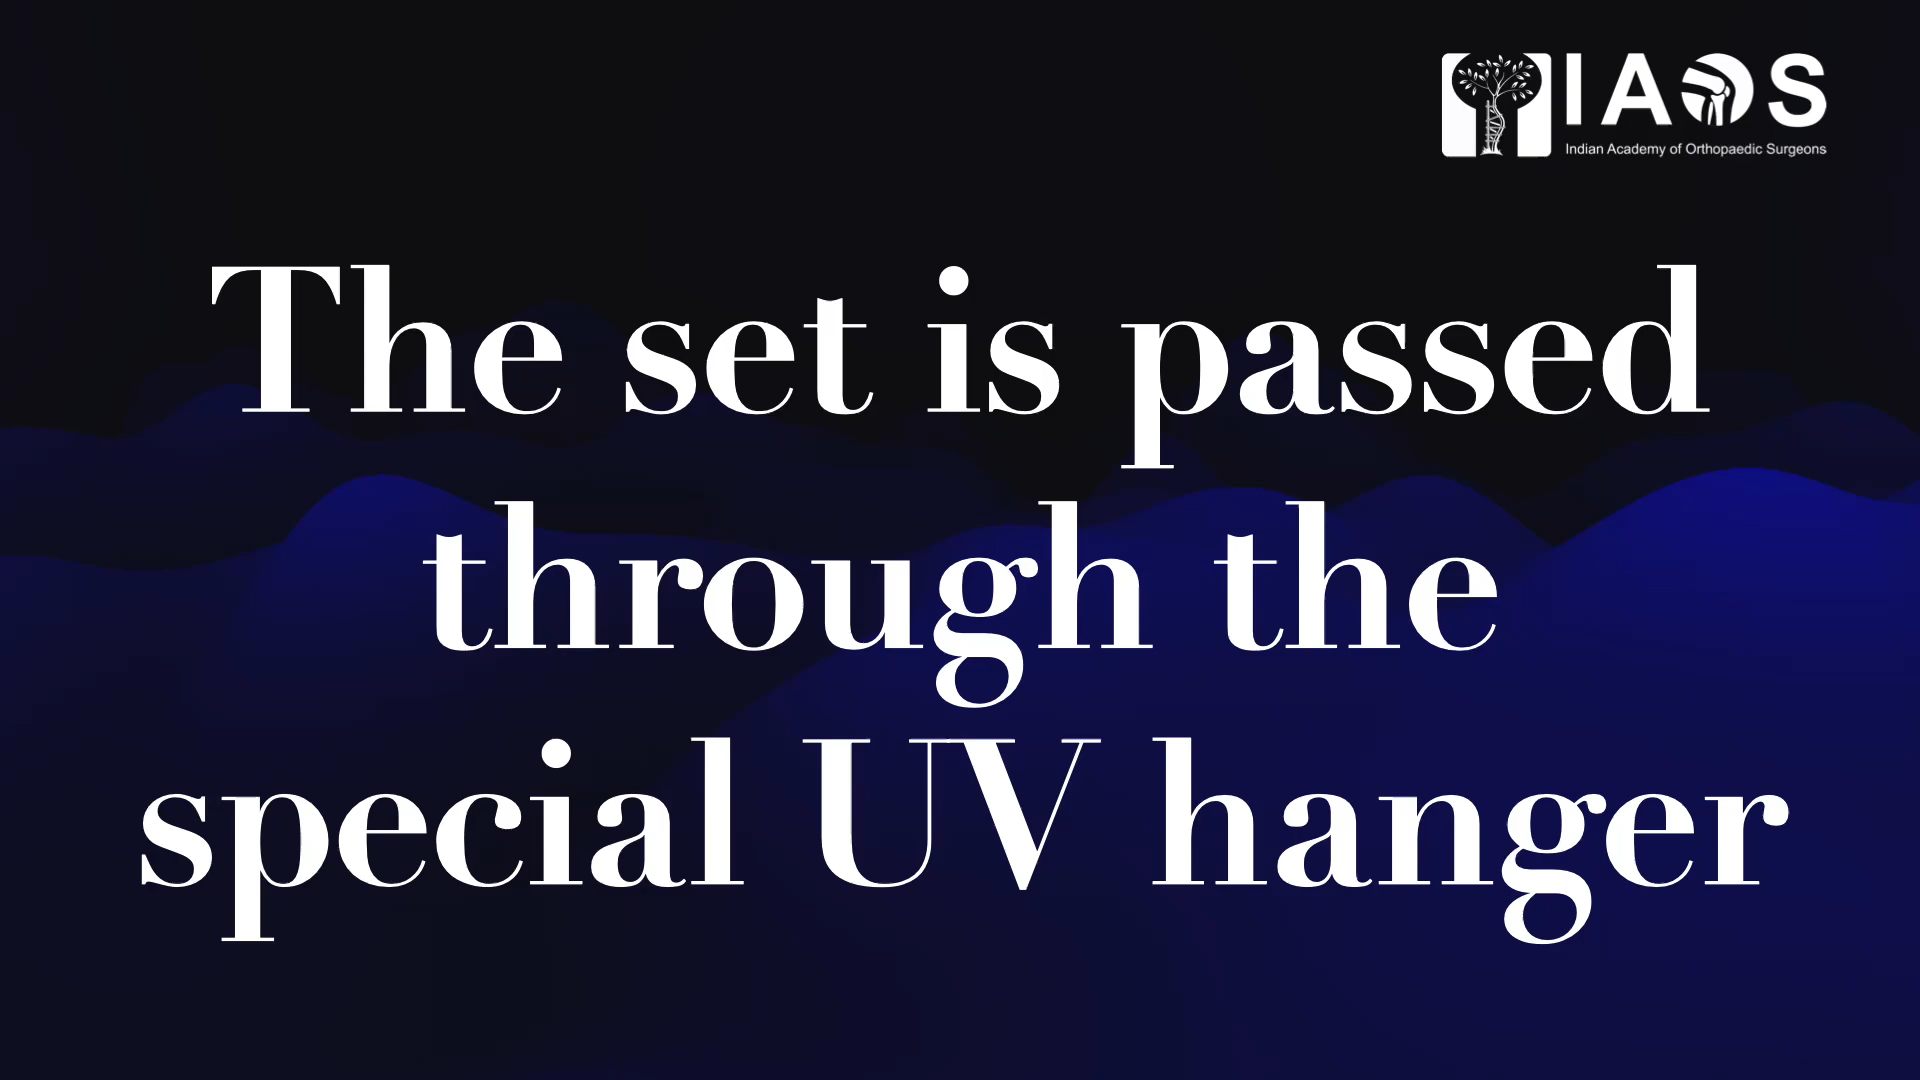 IAOS
Indian Academy of Orthopaedic Surgeons
The set is passed
through the
special UV hanger